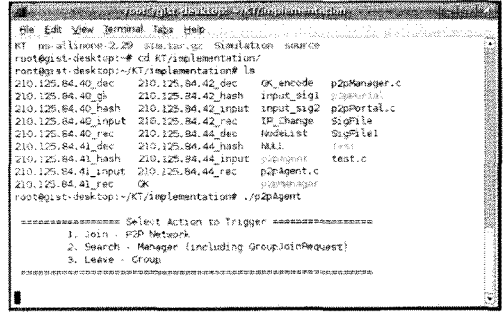 root@gist-desktop: ~/KT/implementation
File Edit View Terminal Tabs Help
KT ns-allinone-2.29 Simulation source
root@gist-desktop:~# cd KT/implementation/
root@gist-desktop:~/KT/implementation# ls
210.125.84.40_dec 210.125.84.42_dec GK_encode p2pManager.c
210.125.84.40_gk 210.125.84.42_hash input_sig1 p2pPortal
210.125.84.40_hash 210.125.84.42_input input_sig2 p2pPortal.c
210.125.84.40_input 210.125.84.42_rec IP_Change SigFile
210.125.84.40_rec 210.125.84.44_dec NodeList SigFile1
210.125.84.41_dec 210.125.84.44_hash NULL test
210.125.84.41_hash 210.125.84.44_input p2pAgent test.c
210.125.84.41_input 210.125.84.44_rec p2pAgent.c
210.125.84.41_rec GK p2pManager
root@gist-desktop:~/KT/implementation# ./p2pAgent
================= Select Action to Trigger =================
1. Join - P2P Network
2. Search - Manager (including GroupJoinRequest)
3. Leave - Group